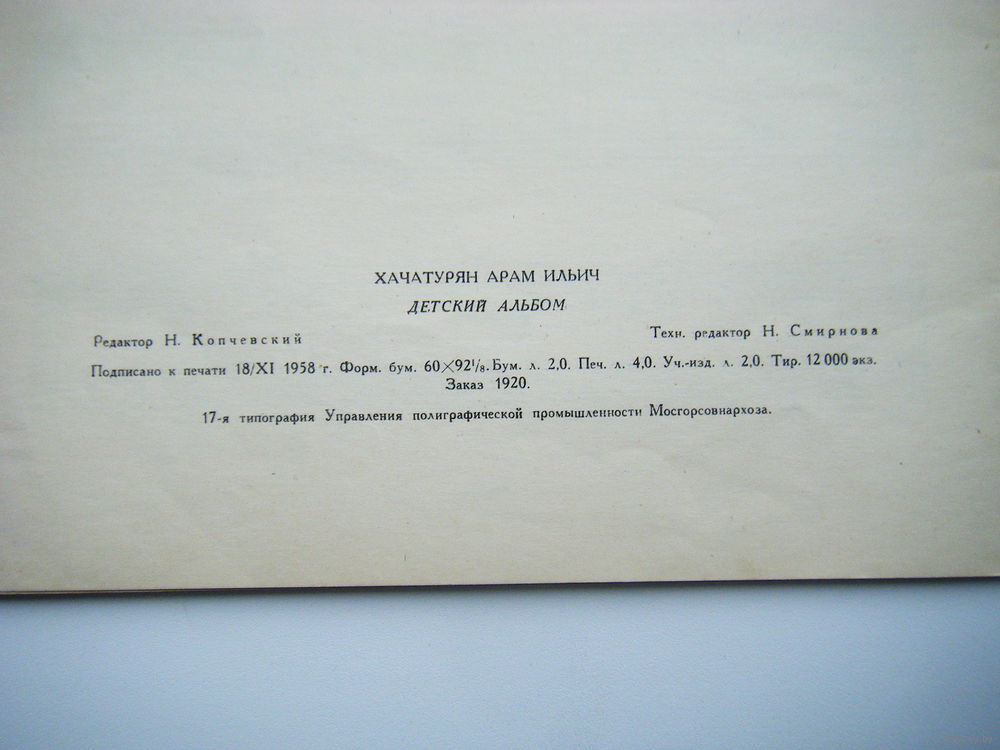 ХАЧАТУРЯН АРАМ ИЛЬИЧ
ДЕТСКИЙ АЛЬБОМ
Редактор Н. Копчевский Техн. редактор Н. Смирнова
Подписано к печати 18/XI 1958 г. Форм. бум. 60×92¹/₈. Бум. л. 2,0. Печ. л. 4,0. Уч.-изд. л. 2,0. Тир. 12 000 экз.
Заказ 1920.
17-я типография Управления полиграфической промышленности Мосгорсовнархоза.